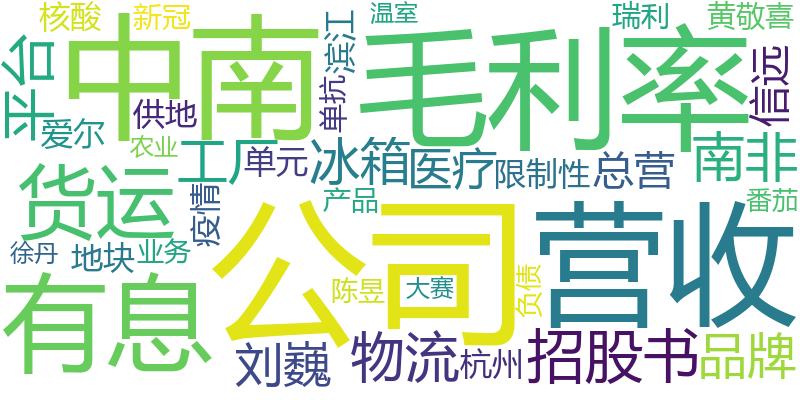 核酸
新冠
温室
瑞利
黄敬喜
平台
中南
滨江
毛利率
信远
供地
单抗
爱尔
农业
工厂
单元
冰箱
医疗
限制性
总营
南非
货运
疫情
产品
番茄
公司
营收
徐丹
地块
业务
有息
陈昱
大赛
负债
刘巍
物流
杭州
招股书
品牌